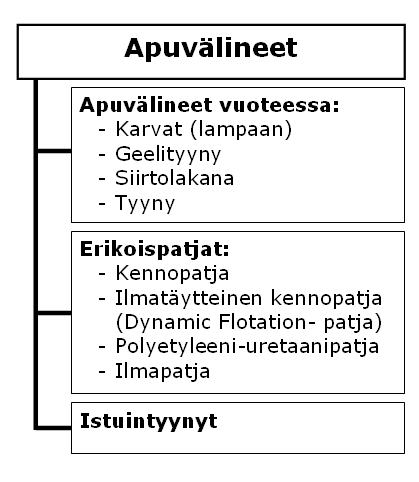 Apuvälineet
Apuvälineet vuoteessa:
- Karvat (lampaan)
- Geelityyny
- Siirtolakana
- Tyyny
Erikoispatjat:
- Kennopatja
- Ilmatäytteinen kennopatja
(Dynamic Flotation- patja)
- Polyetyleeni-uretaanipatja
- Ilmapatja
Istuintyynyt